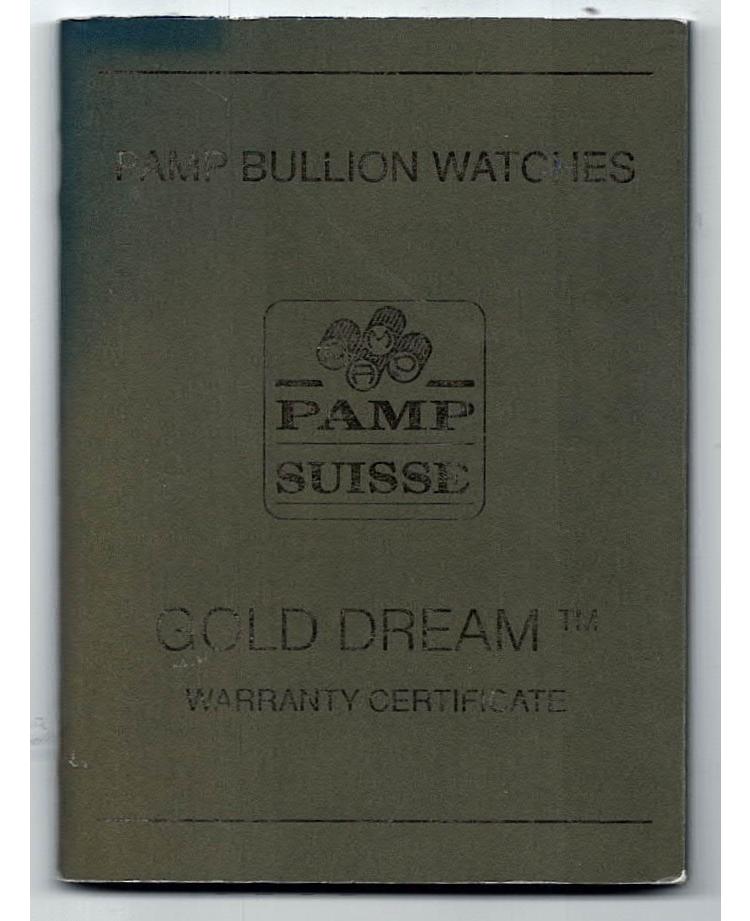 PAMP BULLION WATCHES
PAMP
SUISSE
GOLD DREAM ™
WARRANTY CERTIFICATE